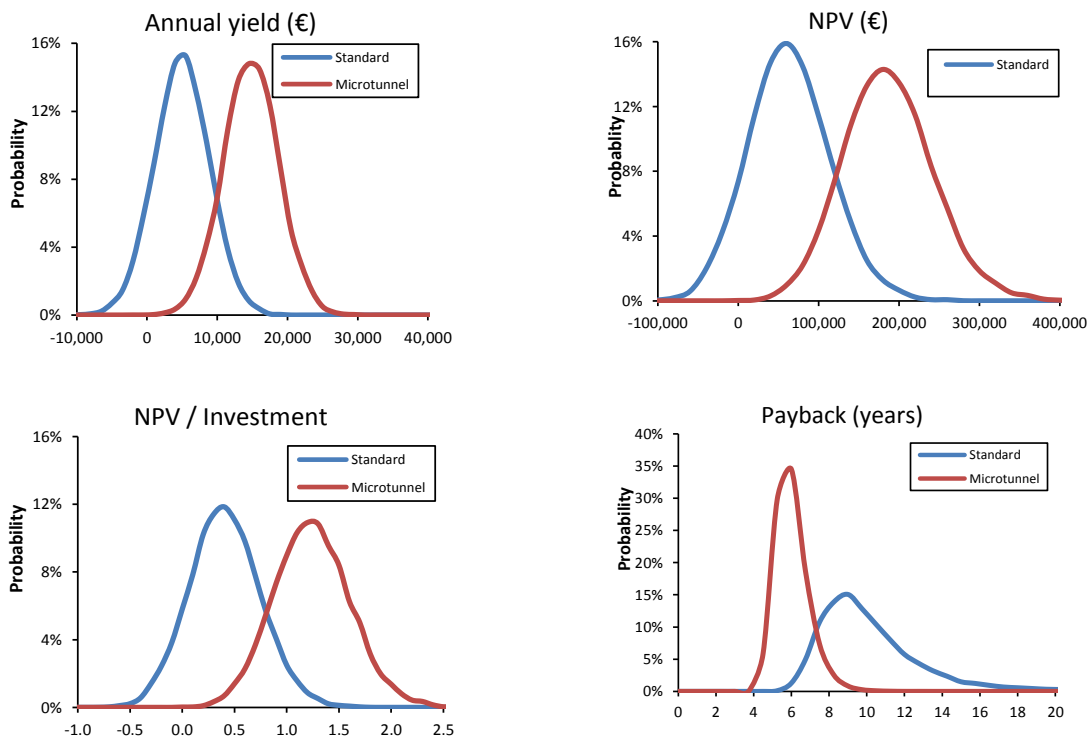 Annual yield (€)
16%
12%
8%
4%
0%
Probability
Standard
Microtunnel
-10,000 0 10,000 20,000 30,000 40,000
NPV (€)
16%
12%
8%
4%
0%
Probability
Standard
-100,000 0 100,000 200,000 300,000 400,000
NPV / Investment
16%
12%
8%
4%
0%
Probability
Standard
Microtunnel
-1.0 -0.5 0.0 0.5 1.0 1.5 2.0 2.5
Payback (years)
40%
35%
30%
25%
20%
15%
10%
5%
0%
Probability
Standard
Microtunnel
0 2 4 6 8 10 12 14 16 18 20